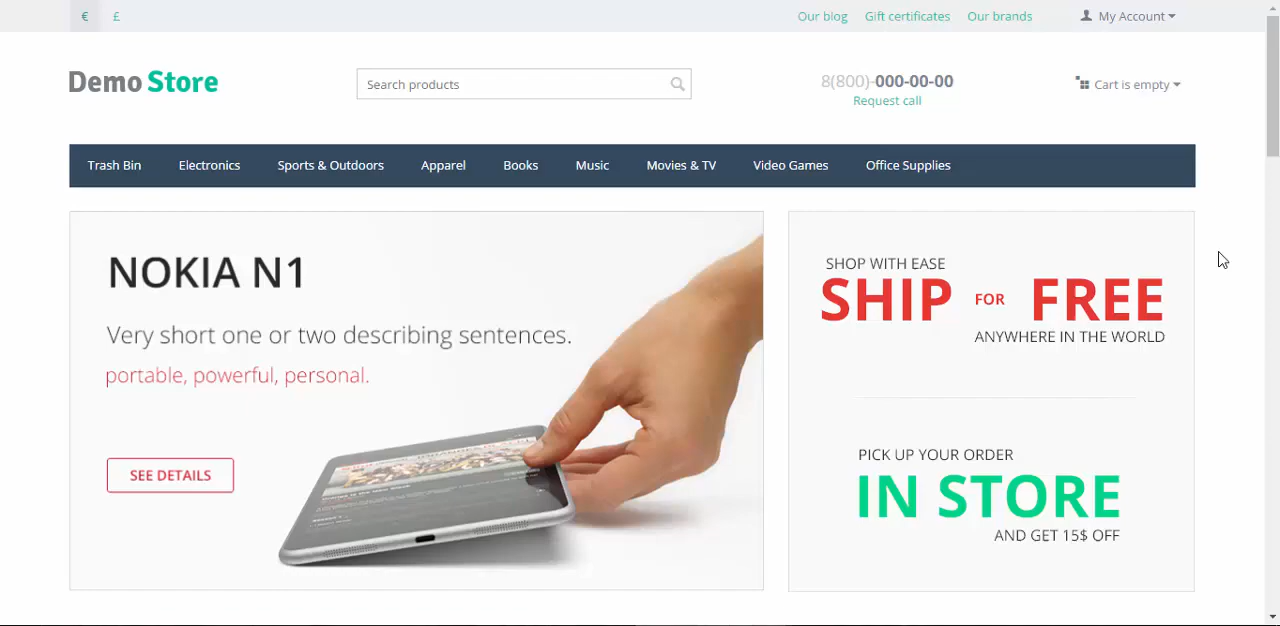 € £ Our blog Gift certificates Our brands My Account
Demo Store Search products 8(800)-000-00-00 Cart is empty
Request call
Trash Bin Electronics Sports & Outdoors Apparel Books Music Movies & TV Video Games Office Supplies
NOKIA N1
Very short one or two describing sentences.
portable, powerful, personal.
SEE DETAILS
SHOP WITH EASE
SHIP FOR FREE
ANYWHERE IN THE WORLD
PICK UP YOUR ORDER
IN STORE
AND GET 15$ OFF